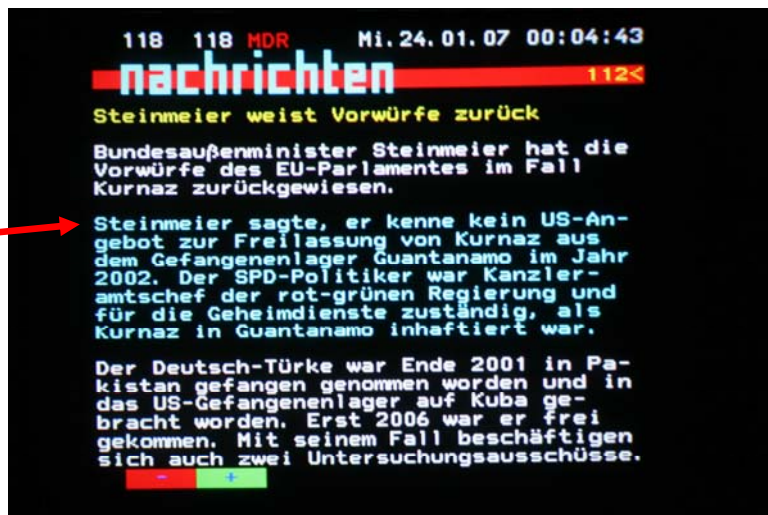 118 118 MDR Mi.24.01.07 00:04:43
nachrichten 112<
Steinmeier weist Vorwürfe zurück
Bundesaußenminister Steinmeier hat die
Vorwürfe des EU-Parlamentes im Fall
Kurnaz zurückgewiesen.
Steinmeier sagte, er kenne kein US-An-
gebot zur Freilassung von Kurnaz aus
dem Gefangenenlager Guantanamo im Jahr
2002. Der SPD-Politiker war Kanzler-
amtschef der rot-grünen Regierung und
für die Geheimdienste zuständig, als
Kurnaz in Guantanamo inhaftiert war.
Der Deutsch-Türke war Ende 2001 in Pa-
kistan gefangen genommen worden und in
das US-Gefangenenlager auf Kuba ge-
bracht worden. Erst 2006 war er frei
gekommen. Mit seinem Fall beschäftigen
sich auch zwei Untersuchungsausschüsse.
- +